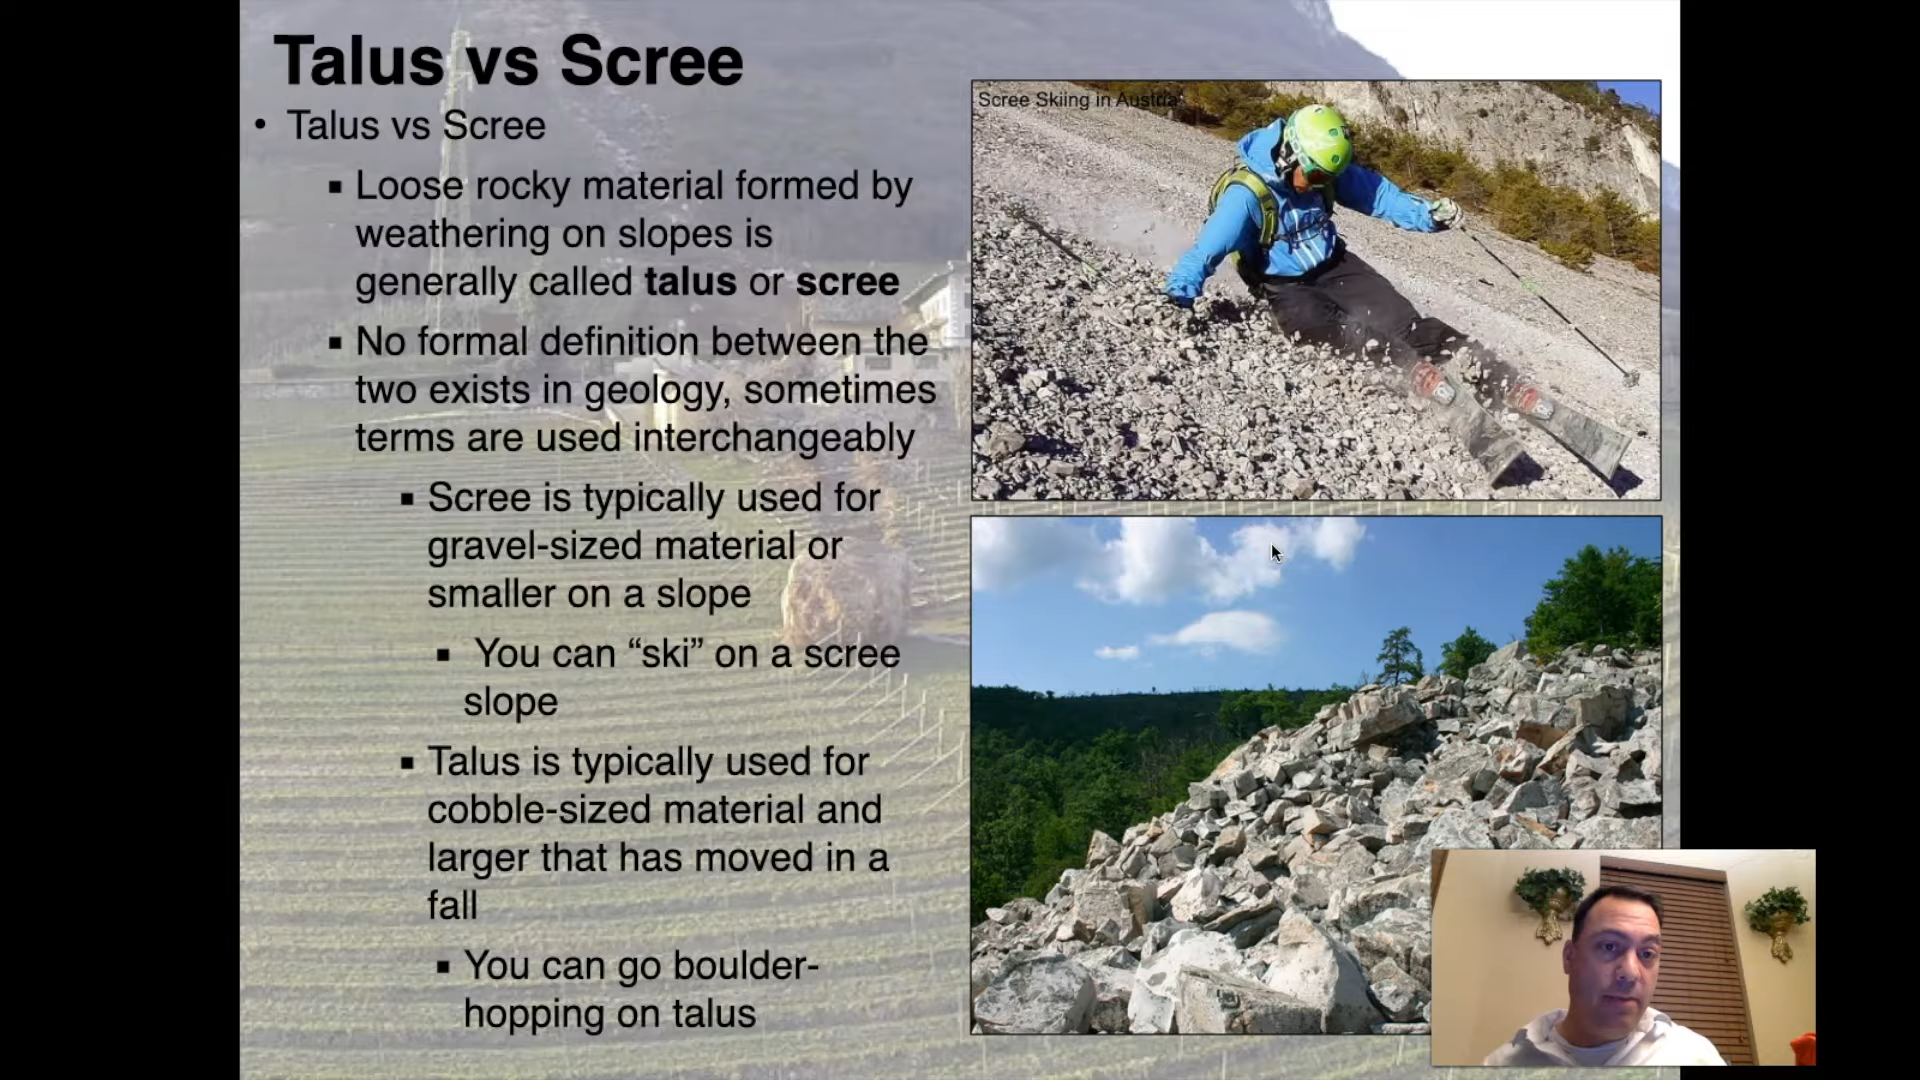 Talus vs Scree
• Talus vs Scree
▪ Loose rocky material formed by
weathering on slopes is
generally called talus or scree
▪ No formal definition between the
two exists in geology, sometimes
terms are used interchangeably
▪ Scree is typically used for
gravel-sized material or
smaller on a slope
▪ You can “ski” on a scree
slope
▪ Talus is typically used for
cobble-sized material and
larger that has moved in a
fall
▪ You can go boulder-
hopping on talus
Scree Skiing in Austria